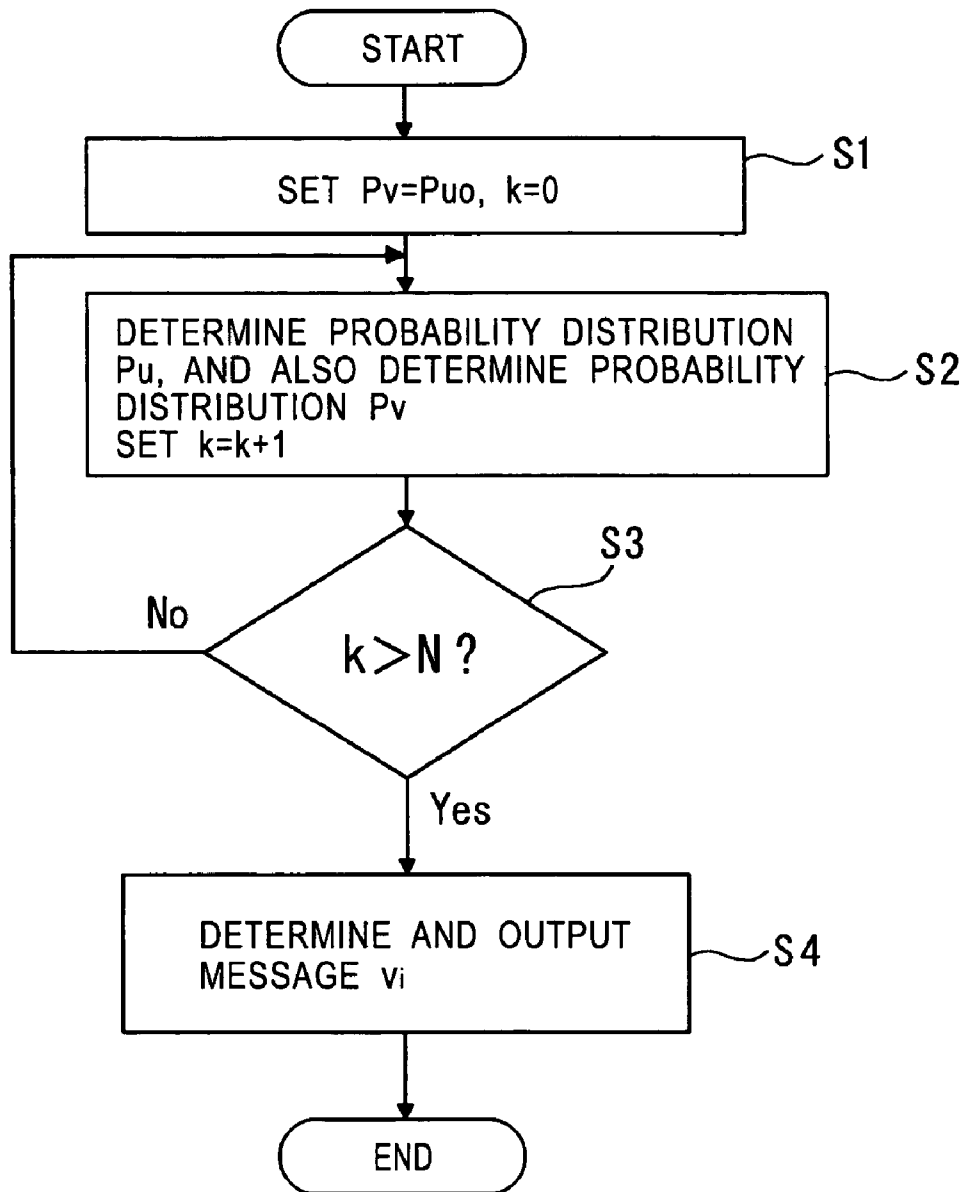 START
SET Pv=Puo, k=0
S1
DETERMINE PROBABILITY DISTRIBUTION
Pu, AND ALSO DETERMINE PROBABILITY
DISTRIBUTION Pv
SET k=k+1
S2
S3
k>N?
No
Yes
DETERMINE AND OUTPUT
MESSAGE vi
S4
END